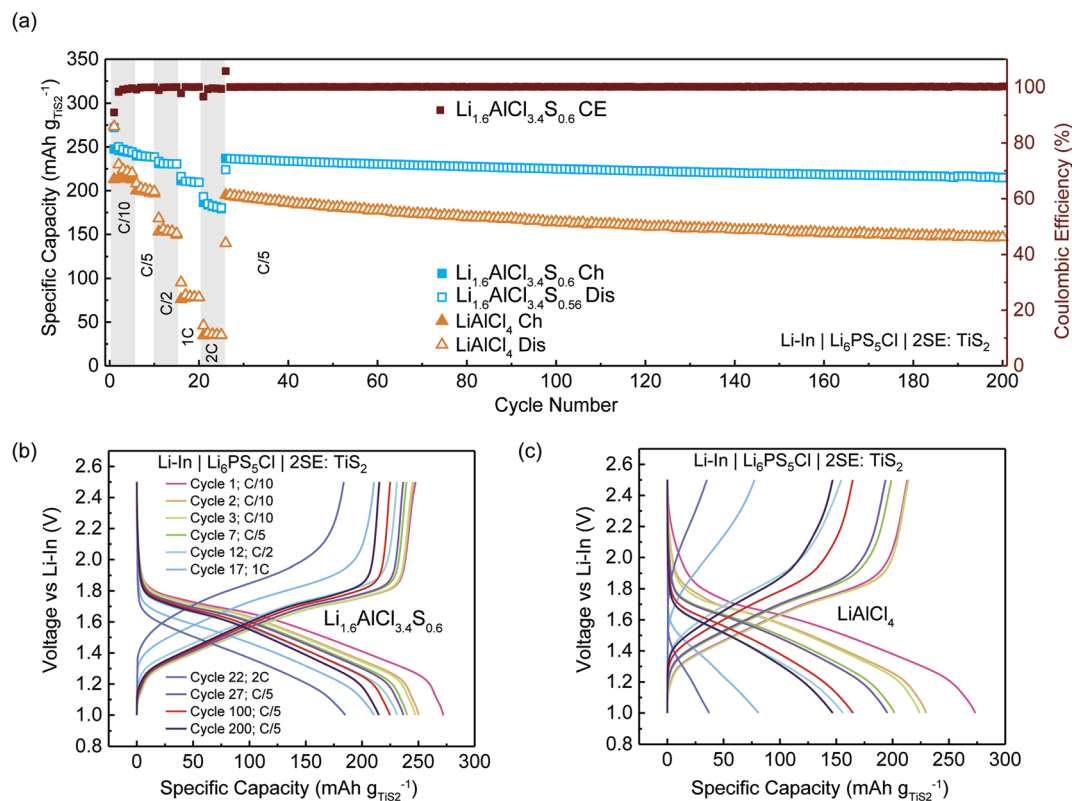 (a)
350
300
250
200
150
100
50
0
Specific Capacity (mAh g_TiS2^-1)
100
80
60
40
20
0
Coulombic Efficiency (%)
Li1.6AlCl3.4S0.6 CE
C/10
C/5
C/2
1C
2C
C/5
Li1.6AlCl3.4S0.6 Ch
Li1.6AlCl3.4S0.56 Dis
LiAlCl4 Ch
LiAlCl4 Dis
Li-In | Li6PS5Cl | 2SE: TiS2
0 20 40 60 80 100 120 140 160 180 200
Cycle Number
(b)
2.6
2.4
2.2
2.0
1.8
1.6
1.4
1.2
1.0
0.8
Voltage vs Li-In (V)
Li-In | Li6PS5Cl | 2SE: TiS2
Cycle 1; C/10
Cycle 2; C/10
Cycle 3; C/10
Cycle 7; C/5
Cycle 12; C/2
Cycle 17; 1C
Li1.6AlCl3.4S0.6
Cycle 22; 2C
Cycle 27; C/5
Cycle 100; C/5
Cycle 200; C/5
0 50 100 150 200 250 300
Specific Capacity (mAh g_TiS2^-1)
(c)
2.6
2.4
2.2
2.0
1.8
1.6
1.4
1.2
1.0
0.8
Voltage vs Li-In (V)
Li-In | Li6PS5Cl | 2SE: TiS2
LiAlCl4
0 50 100 150 200 250 300
Specific Capacity (mAh g_TiS2^-1)